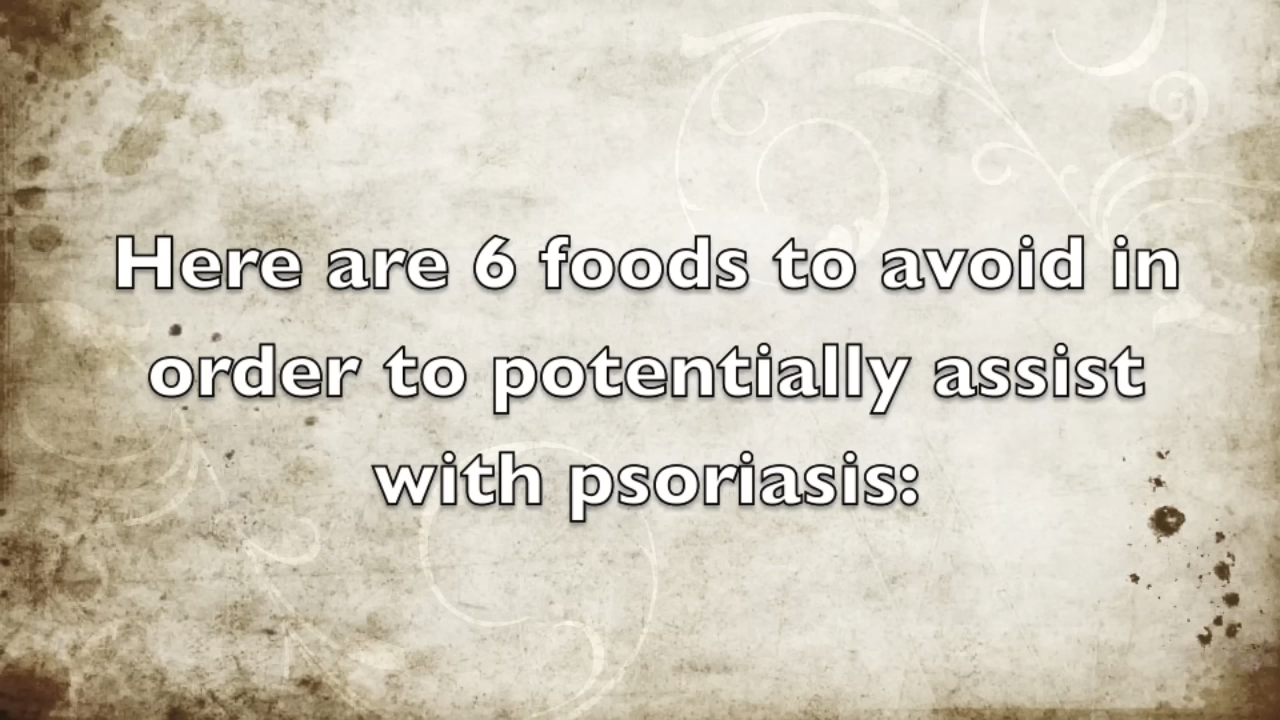 Here are 6 foods to avoid in
order to potentially assist
with psoriasis: